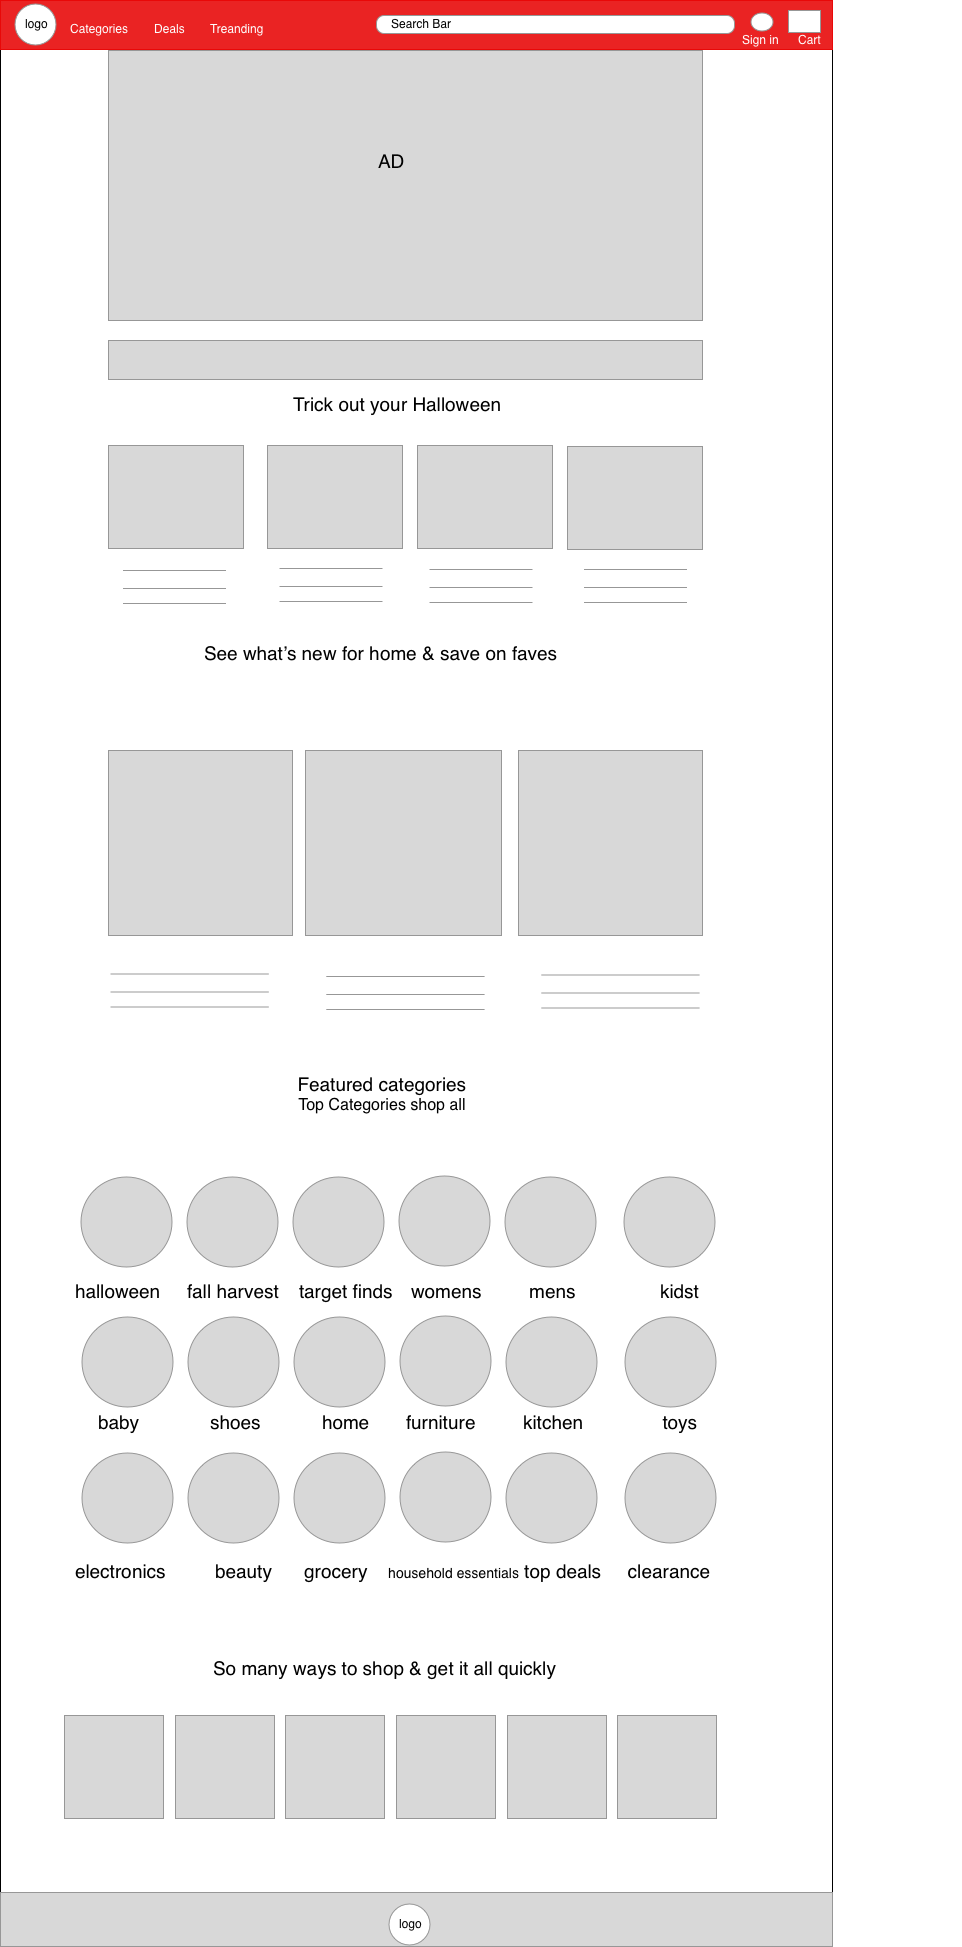 logo
Categories Deals Treanding
Search Bar
Sign in Cart
AD
Trick out your Halloween
See what’s new for home & save on faves
Featured categories
Top Categories shop all
halloween fall harvest target finds womens mens kidst
baby shoes home furniture kitchen toys
electronics beauty grocery household essentials top deals clearance
So many ways to shop & get it all quickly
logo